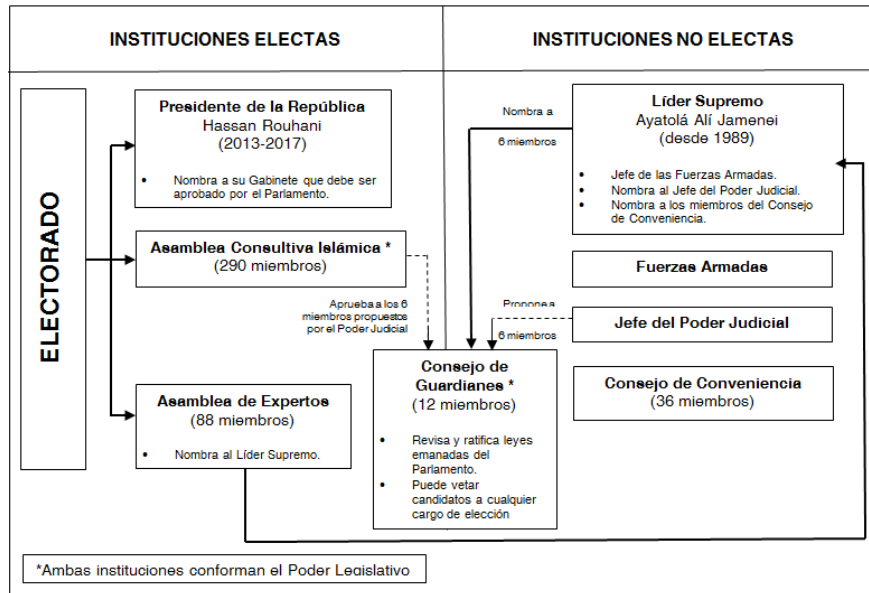 INSTITUCIONES ELECTAS
INSTITUCIONES NO ELECTAS
ELECTORADO
Presidente de la República
Hassan Rouhani
(2013-2017)
• Nombra a su Gabinete que debe ser
aprobado por el Parlamento.
Asamblea Consultiva Islámica *
(290 miembros)
Aprueba a los 6
miembros propuestos
por el Poder Judicial
Asamblea de Expertos
(88 miembros)
• Nombra al Líder Supremo.
Nombra a
6 miembros
Líder Supremo
Ayatolá Alí Jamenei
(desde 1989)
• Jefe de las Fuerzas Armadas.
• Nombra al Jefe del Poder Judicial.
• Nombra a los miembros del Consejo
de Conveniencia.
Fuerzas Armadas
Propone a
6 miembros
Jefe del Poder Judicial
Consejo de
Guardianes *
(12 miembros)
• Revisa y ratifica leyes
emanadas del
Parlamento.
• Puede vetar
candidatos a cualquier
cargo de elección
Consejo de Conveniencia
(36 miembros)
*Ambas instituciones conforman el Poder Legislativo